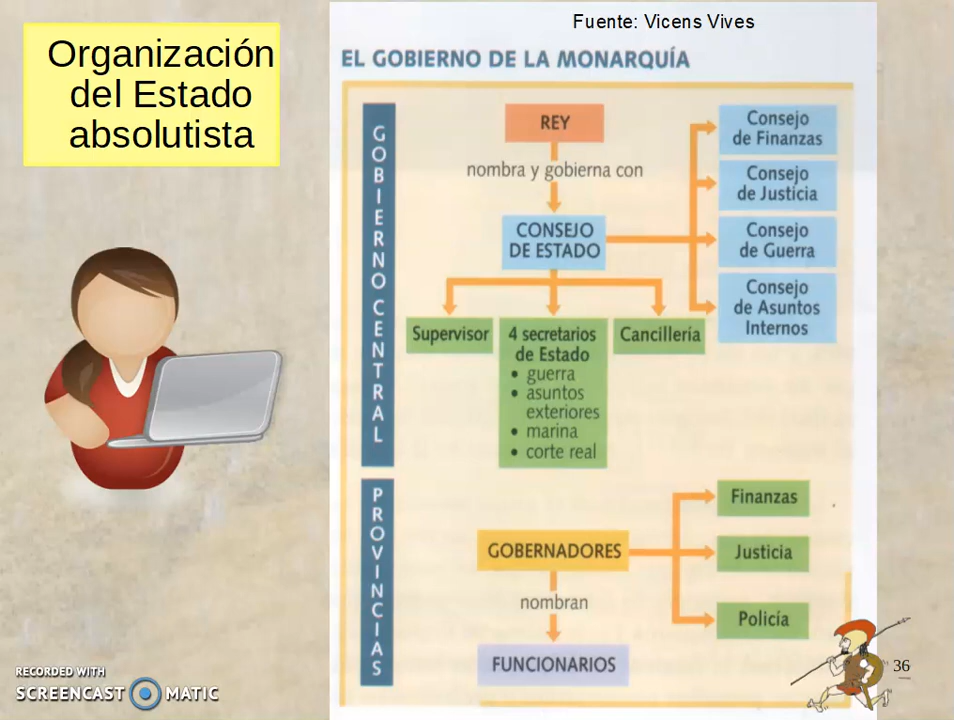 Fuente: Vicens Vives
Organización
del Estado
absolutista
EL GOBIERNO DE LA MONARQUÍA
GOBIERNO CENTRAL
REY
nombra y gobierna con
CONSEJO
DE ESTADO
Consejo
de Finanzas
Consejo
de Justicia
Consejo
de Guerra
Consejo
de Asuntos
Internos
Supervisor
4 secretarios
de Estado
• guerra
• asuntos
exteriores
• marina
• corte real
Cancillería
PROVINCIAS
GOBERNADORES
nombran
FUNCIONARIOS
Finanzas
Justicia
Policía
36
RECORDED WITH
SCREENCAST MATIC